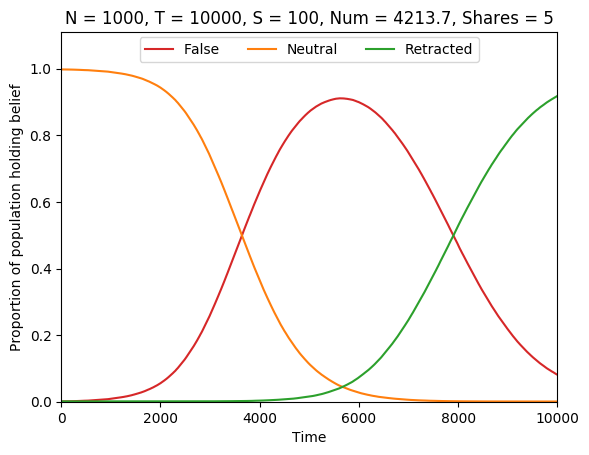 N = 1000, T = 10000, S = 100, Num = 4213.7, Shares = 5
False Neutral Retracted
Proportion of population holding belief
1.0
0.8
0.6
0.4
0.2
0.0
0 2000 4000 6000 8000 10000
Time